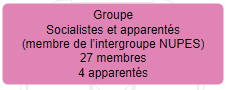 Groupe
Socialistes et apparentés
(membre de l'intergroupe NUPES)
27 membres
4 apparentés